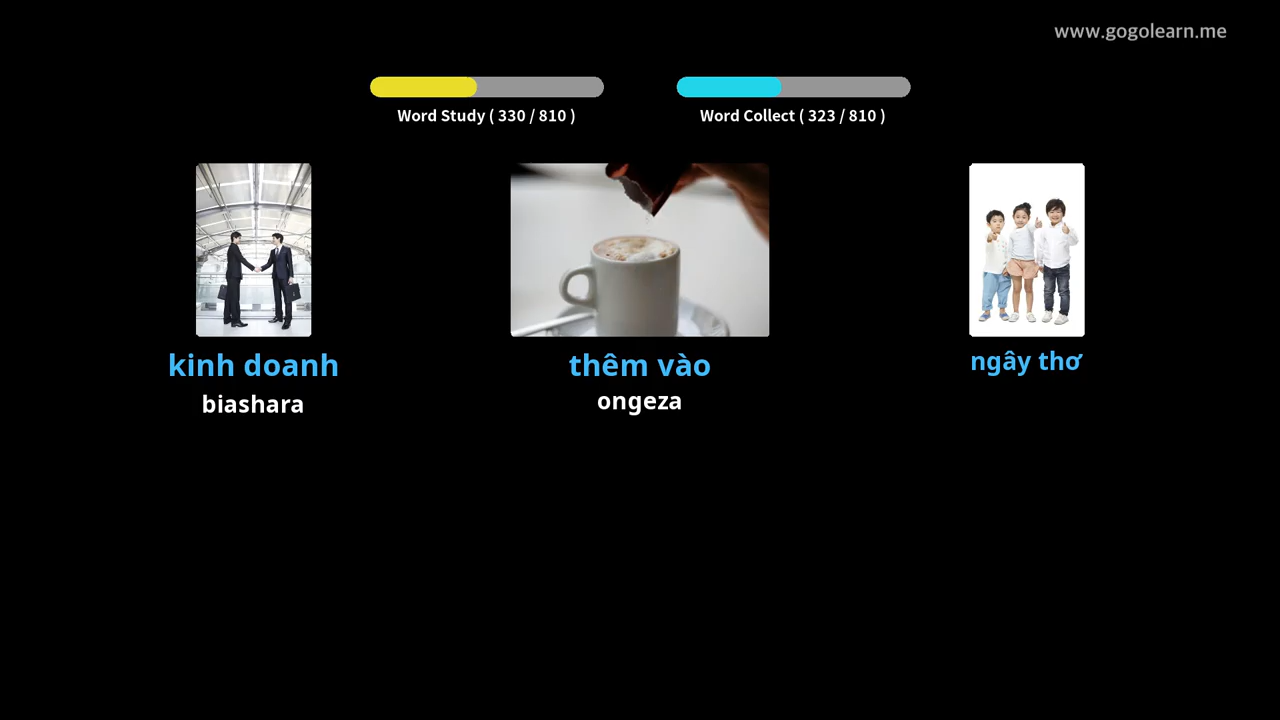 www.gogolearn.me
Word Study ( 330 / 810 )
Word Collect ( 323 / 810 )
kinh doanh
biashara
thêm vào
ongeza
ngây thơ